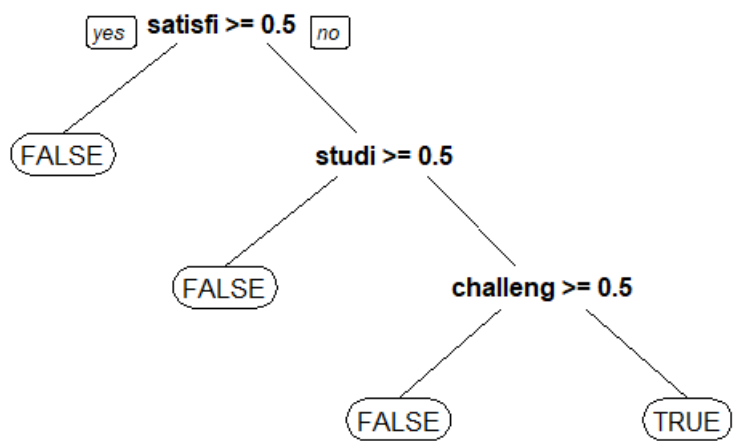 yes satisfi >= 0.5 no
FALSE
studi >= 0.5
FALSE
challeng >= 0.5
FALSE TRUE